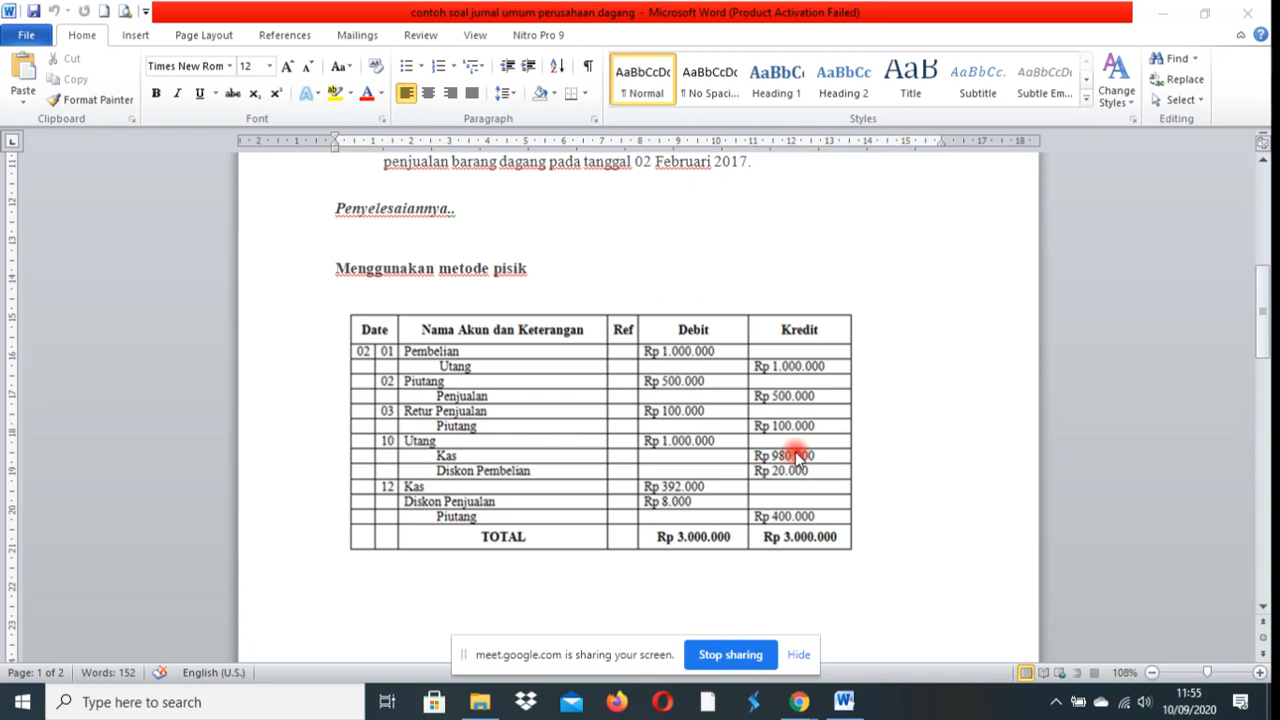 contoh soal jurnal umum perusahaan dagang - Microsoft Word (Product Activation Failed)
File Home Insert Page Layout References Mailings Review View Nitro Pro 9
Paste Cut Copy Format Painter
Times New Rom 12
AaBbCcDc AaBbCcDc AaBbC AaBbCc AaB AaBbCc. AaBbCcDc
¶ Normal ¶ No Spaci... Heading 1 Heading 2 Title Subtitle Subtle Em...
Change Styles
Find Replace Select
Clipboard Font Paragraph Styles Editing
penjualan barang dagang pada tanggal 02 Februari 2017.
Penyelesaiannya..
Menggunakan metode pisik
Date Nama Akun dan Keterangan Ref Debit Kredit
02 01 Pembelian Rp 1.000.000
Utang Rp 1.000.000
02 Piutang Rp 500.000
Penjualan Rp 500.000
03 Retur Penjualan Rp 100.000
Piutang Rp 100.000
10 Utang Rp 1.000.000
Kas Rp 980.000
Diskon Pembelian Rp 20.000
12 Kas Rp 392.000
Diskon Penjualan Rp 8.000
Piutang Rp 400.000
TOTAL Rp 3.000.000 Rp 3.000.000
meet.google.com is sharing your screen. Stop sharing Hide
Page: 1 of 2 Words: 152 English (U.S.) 108%
Type here to search
11:55
10/09/2020